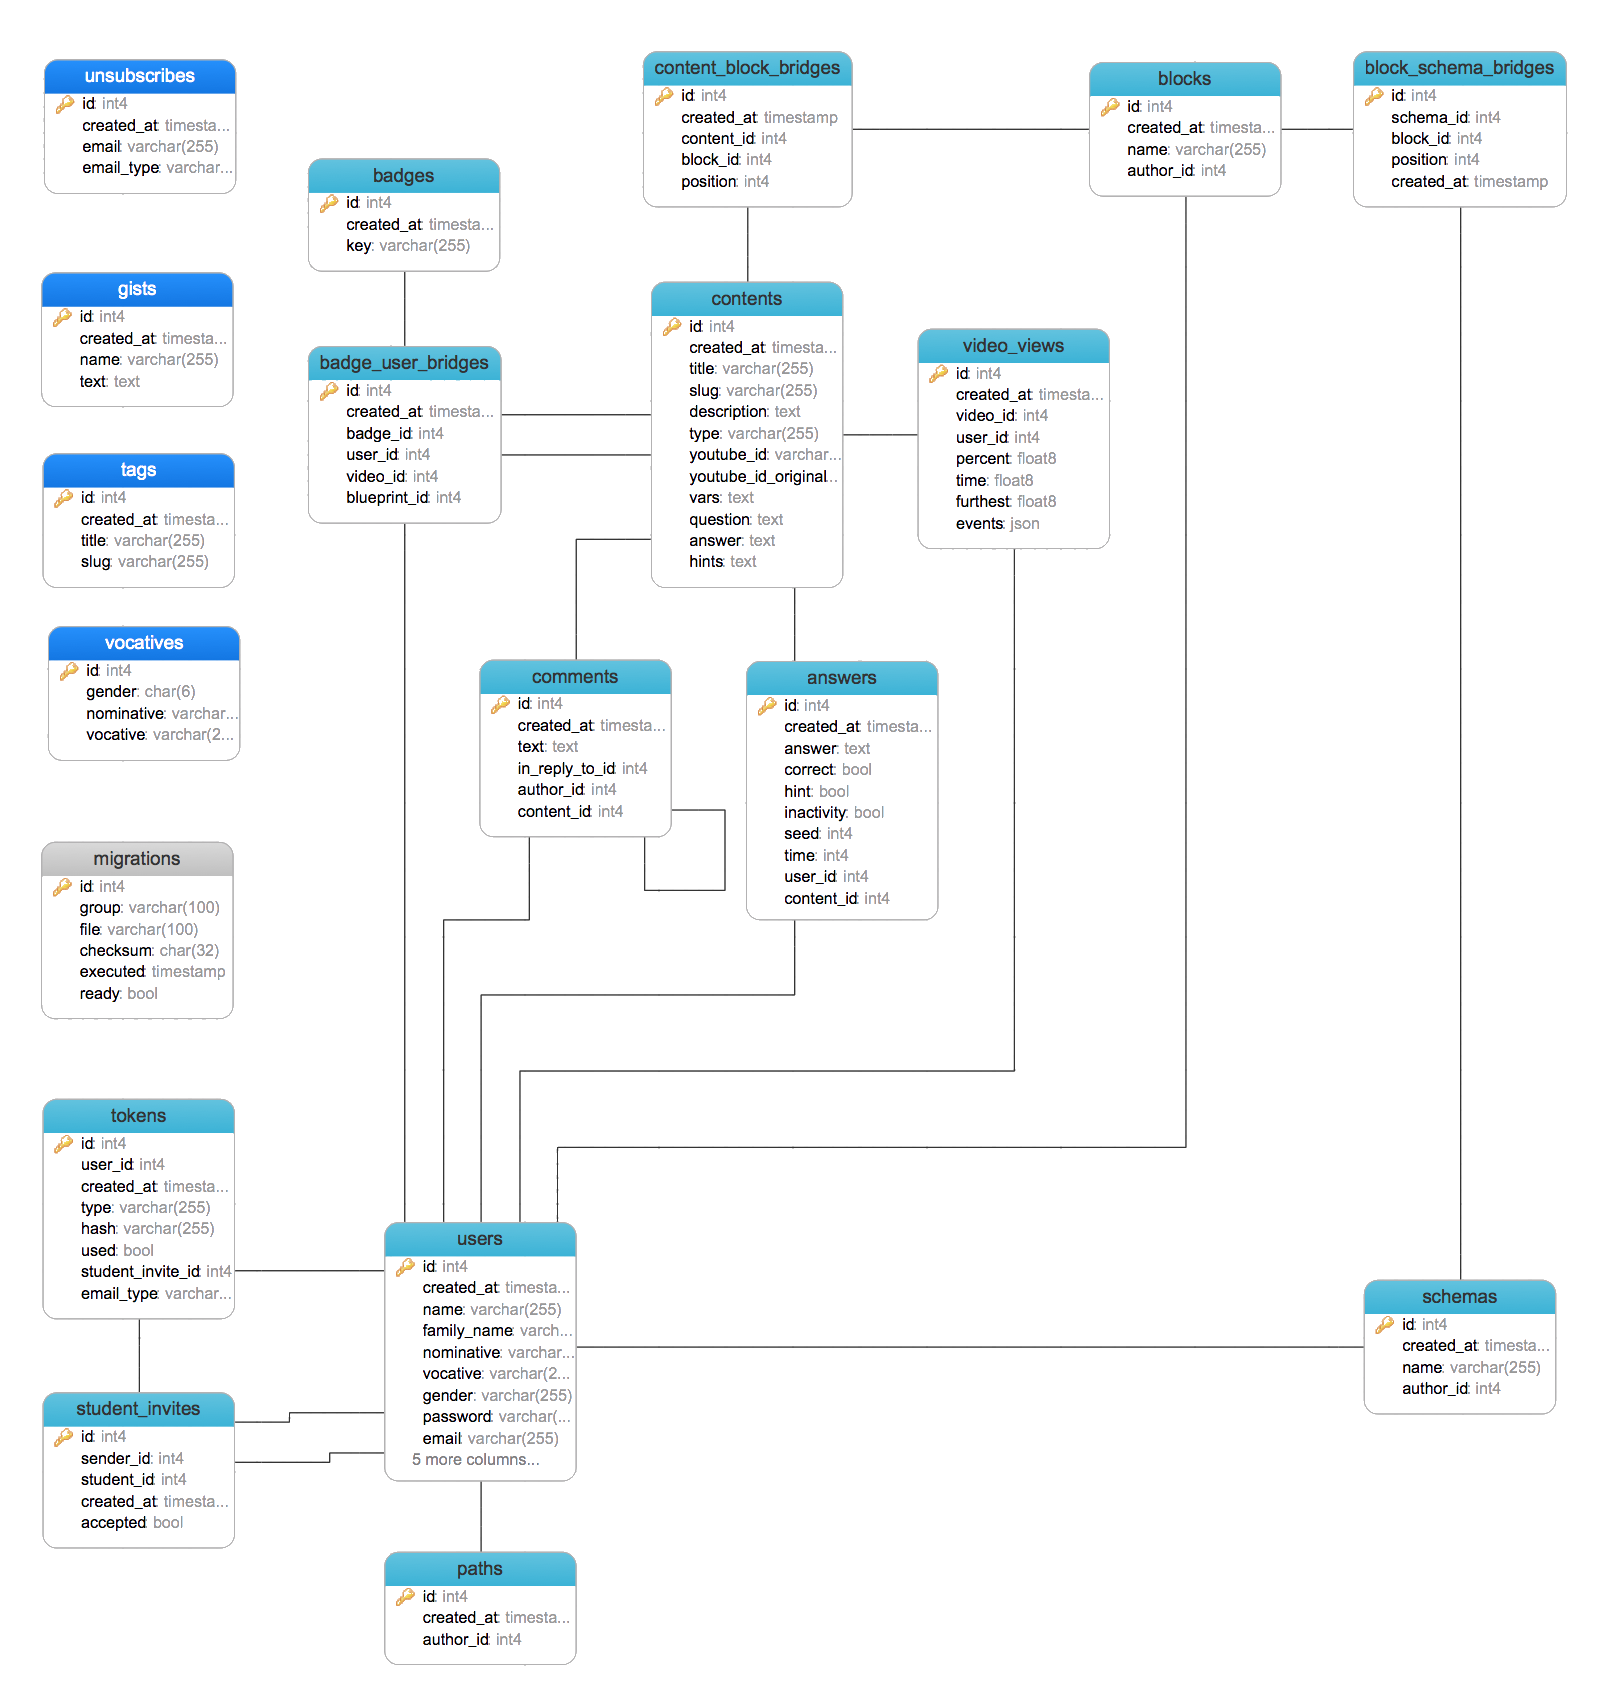 unsubscribes
id: int4
created_at: timesta...
email: varchar(255)
email_type: varchar...
gists
id: int4
created_at: timesta...
name: varchar(255)
text: text
tags
id: int4
created_at: timesta...
title: varchar(255)
slug: varchar(255)
vocatives
id: int4
gender: char(6)
nominative: varchar...
vocative: varchar(2...
migrations
id: int4
group: varchar(100)
file: varchar(100)
checksum: char(32)
executed: timestamp
ready: bool
tokens
id: int4
user_id: int4
created_at: timesta...
type: varchar(255)
hash: varchar(255)
used: bool
student_invite_id: int4
email_type: varchar...
student_invites
id: int4
sender_id: int4
student_id: int4
created_at: timesta...
accepted: bool
badges
id: int4
created_at: timesta...
key: varchar(255)
badge_user_bridges
id: int4
created_at: timesta...
badge_id: int4
user_id: int4
video_id: int4
blueprint_id: int4
content_block_bridges
id: int4
created_at: timestamp
content_id: int4
block_id: int4
position: int4
contents
id: int4
created_at: timesta...
title: varchar(255)
slug: varchar(255)
description: text
type: varchar(255)
youtube_id: varchar...
youtube_id_original...
vars: text
question: text
answer: text
hints: text
comments
id: int4
created_at: timesta...
text: text
in_reply_to_id: int4
author_id: int4
content_id: int4
answers
id: int4
created_at: timesta...
answer: text
correct: bool
hint: bool
inactivity: bool
seed: int4
time: int4
user_id: int4
content_id: int4
video_views
id: int4
created_at: timesta...
video_id: int4
user_id: int4
percent: float8
time: float8
furthest: float8
events: json
blocks
id: int4
created_at: timesta...
name: varchar(255)
author_id: int4
block_schema_bridges
id: int4
schema_id: int4
block_id: int4
position: int4
created_at: timestamp
users
id: int4
created_at: timesta...
name: varchar(255)
family_name: varch...
nominative: varchar...
vocative: varchar(2...
gender: varchar(255)
password: varchar(...
email: varchar(255)
5 more columns...
schemas
id: int4
created_at: timesta...
name: varchar(255)
author_id: int4
paths
id: int4
created_at: timesta...
author_id: int4